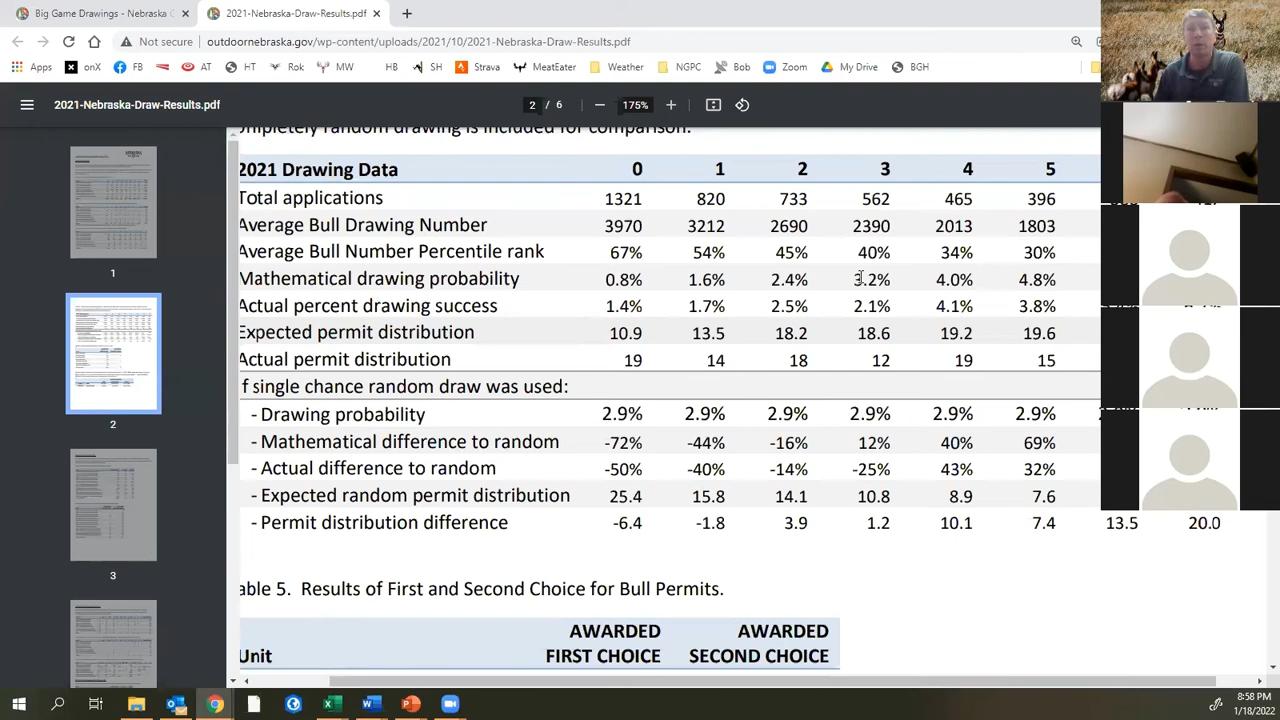 Big Game Drawings - Nebraska O
2021-Nebraska-Draw-Results.pdf
Not secure | outdoornebraska.gov/wp-content/uploads/2021/10/2021-Nebraska-Draw-Results.pdf
Apps onX FB AT HT Rok MW HB SH Strava MeatEater Weather NGPC Bob Zoom My Drive BGH
2021-Nebraska-Draw-Results.pdf 2 / 6 175%
ompletely random drawing is included for comparison.
2021 Drawing Data 0 1 2 3 4 5
Total applications 1321 820 733 562 465 396
Average Bull Drawing Number 3970 3212 2690 2390 2013 1803
Average Bull Number Percentile rank 67% 54% 45% 40% 34% 30%
Mathematical drawing probability 0.8% 1.6% 2.4% 3.2% 4.0% 4.8%
Actual percent drawing success 1.4% 1.7% 2.5% 2.1% 4.1% 3.8%
Expected permit distribution 10.9 13.5 18.2 18.6 19.2 19.6
Actual permit distribution 19 14 18 12 19 15
f single chance random draw was used:
- Drawing probability 2.9% 2.9% 2.9% 2.9% 2.9% 2.9%
- Mathematical difference to random -72% -44% -16% 12% 40% 69%
- Actual difference to random -50% -40% -14% -25% 43% 32%
- Expected random permit distribution 25.4 15.8 14.1 10.8 8.9 7.6
- Permit distribution difference -6.4 -1.8 3.9 1.2 10.1 7.4 13.5 20.0
able 5. Results of First and Second Choice for Bull Permits.
AWARDED AWARDED
Unit FIRST CHOICE SECOND CHOICE
1
2
3
8:58 PM
1/18/2022